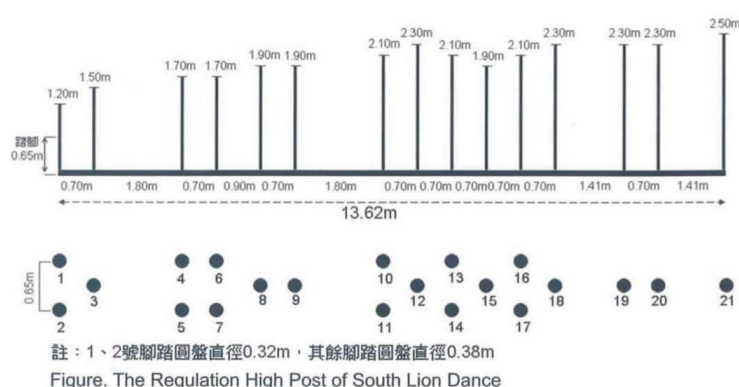 2.50m
2.30m 2.30m 2.30m 2.30m
2.10m 2.10m 2.10m
1.90m 1.90m 1.90m
1.70m 1.70m
1.50m
1.20m
踏腳
0.65m
0.70m 1.80m 0.70m 0.90m 0.70m 1.80m 0.70m 0.70m 0.70m 0.70m 0.70m 1.41m 0.70m 1.41m
13.62m
0.65m
1 4 6 10 13 16
3 8 9 12 15 18 19 20 21
2 5 7 11 14 17
註：1、2號腳踏圓盤直徑0.32m，其餘腳踏圓盤直徑0.38m
Figure. The Regulation High Post of South Lion Dance